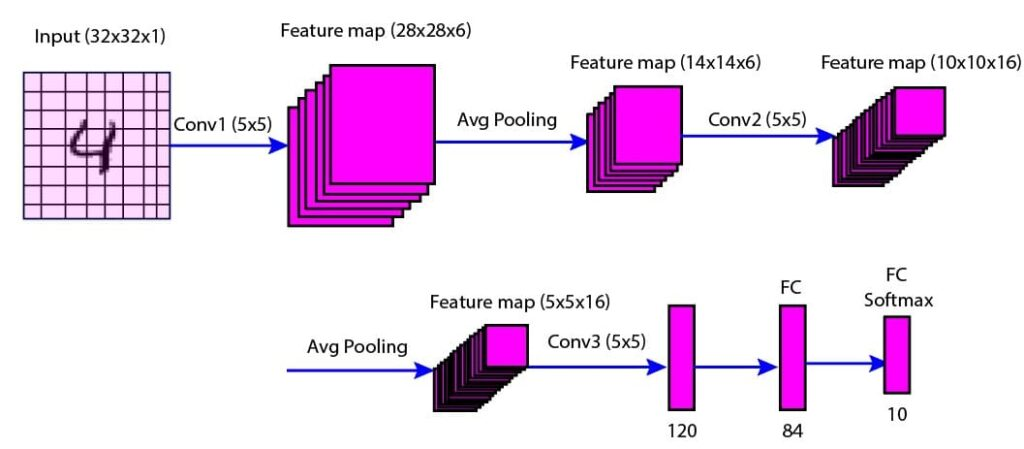 Input (32x32x1)
Feature map (28x28x6)
Feature map (14x14x6)
Feature map (10x10x16)
4
Conv1 (5x5)
Avg Pooling
Conv2 (5x5)
Feature map (5x5x16)
FC
FC
Softmax
Avg Pooling
Conv3 (5x5)
120
84
10